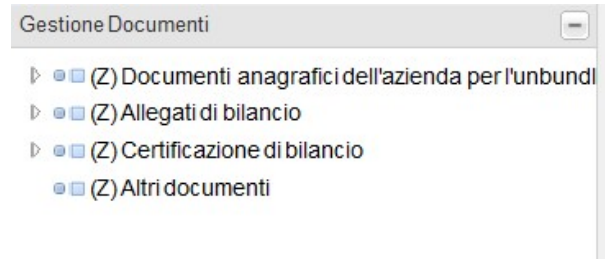 Gestione Documenti
(Z) Documenti anagrafici dell'azienda per l'unbundl
(Z) Allegati di bilancio
(Z) Certificazione di bilancio
(Z) Altri documenti